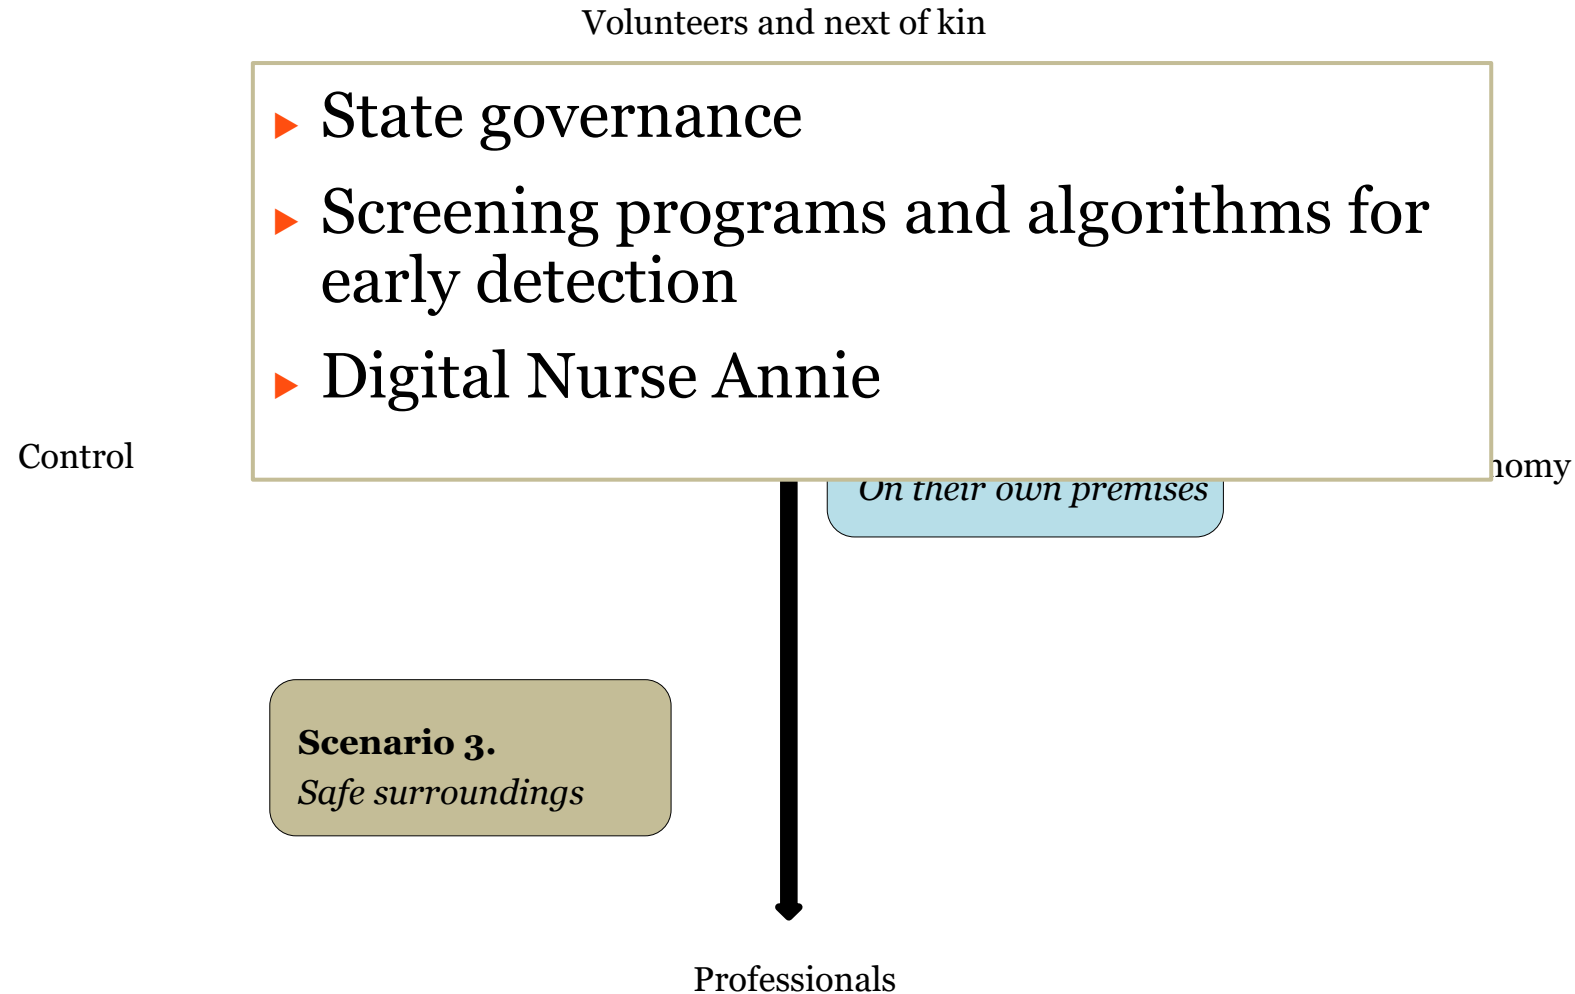 Volunteers and next of kin
State governance
Screening programs and algorithms for
early detection
Digital Nurse Annie
Control
nomy
On their own premises
Scenario 3.
Safe surroundings
Professionals